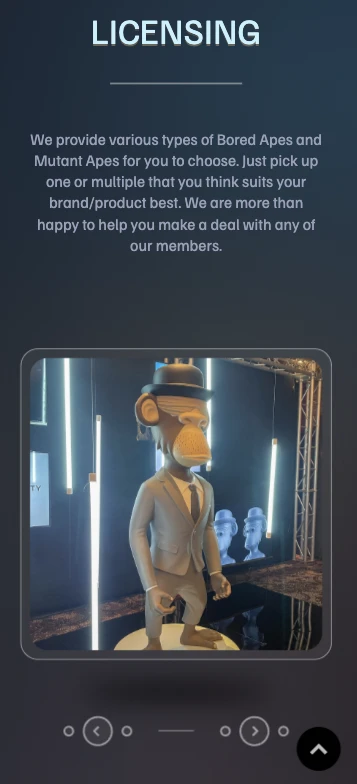 LICENSING
We provide various types of Bored Apes and
Mutant Apes for you to choose. Just pick up
one or multiple that you think suits your
brand/product best. We are more than
happy to help you make a deal with any of
our members.
TY